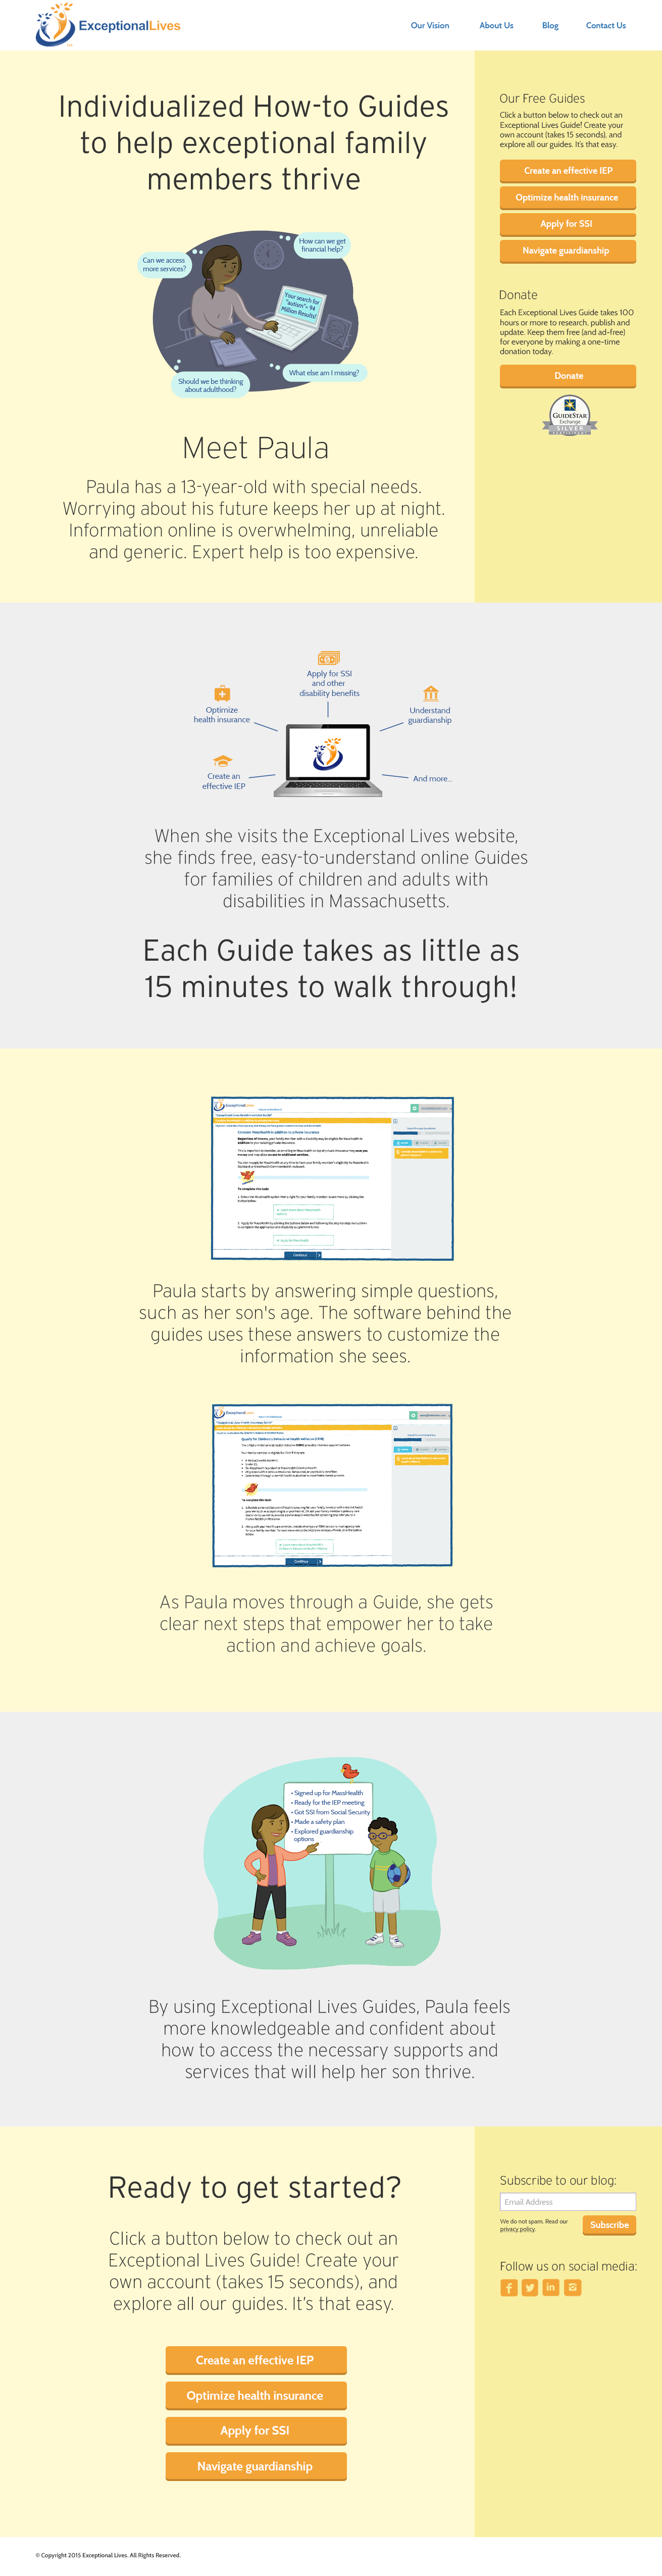 ExceptionalLives
Our Vision
About Us
Blog
Contact Us
Individualized How-to Guides
to help exceptional family
members thrive
Can we access
more services?
How can we get
financial help?
Your search for
"autism"= 94
Million Results!
Should we be thinking
about adulthood?
What else am I missing?
Meet Paula
Paula has a 13-year-old with special needs.
Worrying about his future keeps her up at night.
Information online is overwhelming, unreliable
and generic. Expert help is too expensive.
Our Free Guides
Click a button below to check out an
Exceptional Lives Guide! Create your
own account (takes 15 seconds), and
explore all our guides. It's that easy.
Create an effective IEP
Optimize health insurance
Apply for SSI
Navigate guardianship
Donate
Each Exceptional Lives Guide takes 100
hours or more to research, publish and
update. Keep them free (and ad-free)
for everyone by making a one-time
donation today.
Donate
GUIDESTAR
Exchange
SILVER
Apply for SSI
and other
disability benefits
Optimize
health insurance
Understand
guardianship
Create an
effective IEP
And more...
When she visits the Exceptional Lives website,
she finds free, easy-to-understand online Guides
for families of children and adults with
disabilities in Massachusetts.
Each Guide takes as little as
15 minutes to walk through!
ExceptionalLives
To complete this task:
Continue
Paula starts by answering simple questions,
such as her son's age. The software behind the
guides uses these answers to customize the
information she sees.
ExceptionalLives
To complete this task:
Continue
As Paula moves through a Guide, she gets
clear next steps that empower her to take
action and achieve goals.
• Signed up for MassHealth
• Ready for the IEP meeting
• Got SSI from Social Security
• Made a safety plan
• Explored guardianship
options
By using Exceptional Lives Guides, Paula feels
more knowledgeable and confident about
how to access the necessary supports and
services that will help her son thrive.
Ready to get started?
Click a button below to check out an
Exceptional Lives Guide! Create your
own account (takes 15 seconds), and
explore all our guides. It's that easy.
Create an effective IEP
Optimize health insurance
Apply for SSI
Navigate guardianship
Subscribe to our blog:
Email Address
We do not spam. Read our
privacy policy.
Subscribe
Follow us on social media:
© Copyright 2015 Exceptional Lives. All Rights Reserved.